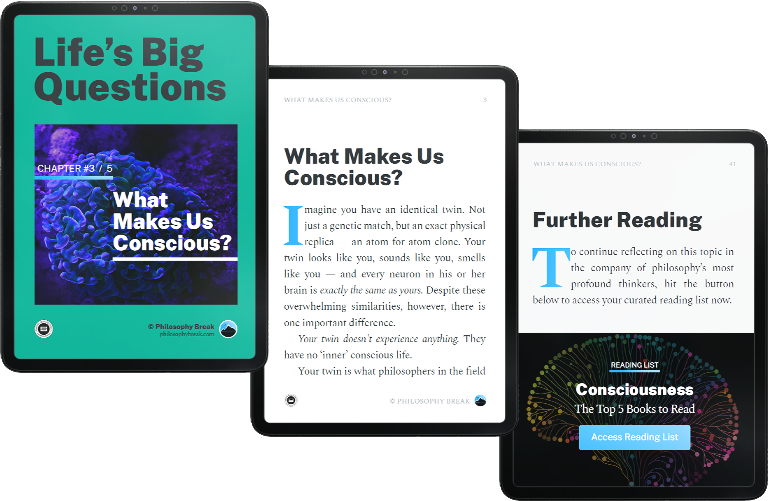 Life's Big
Questions
CHAPTER #3 / 5
What
Makes Us
Conscious?
© Philosophy Break
philosophybreak.com
WHAT MAKES US CONSCIOUS?
What Makes Us
Conscious?
Imagine you have an identical twin. Not
just a genetic match, but an exact physical
replica — an atom for atom clone. Your
twin looks like you, sounds like you, smells
like you — and every neuron in his or her
brain is exactly the same as yours. Despite these
overwhelming similarities, however, there is
one important difference.
Your twin doesn't experience anything. They
have no 'inner' conscious life.
Your twin is what philosophers in the field
© PHILOSOPHY BREAK
WHAT MAKES US CONSCIOUS?
41
Further Reading
To continue reflecting on this topic in
the company of philosophy's most
profound thinkers, hit the button
below to access your curated reading list now.
READING LIST
Consciousness
The Top 5 Books to Read
Access Reading List